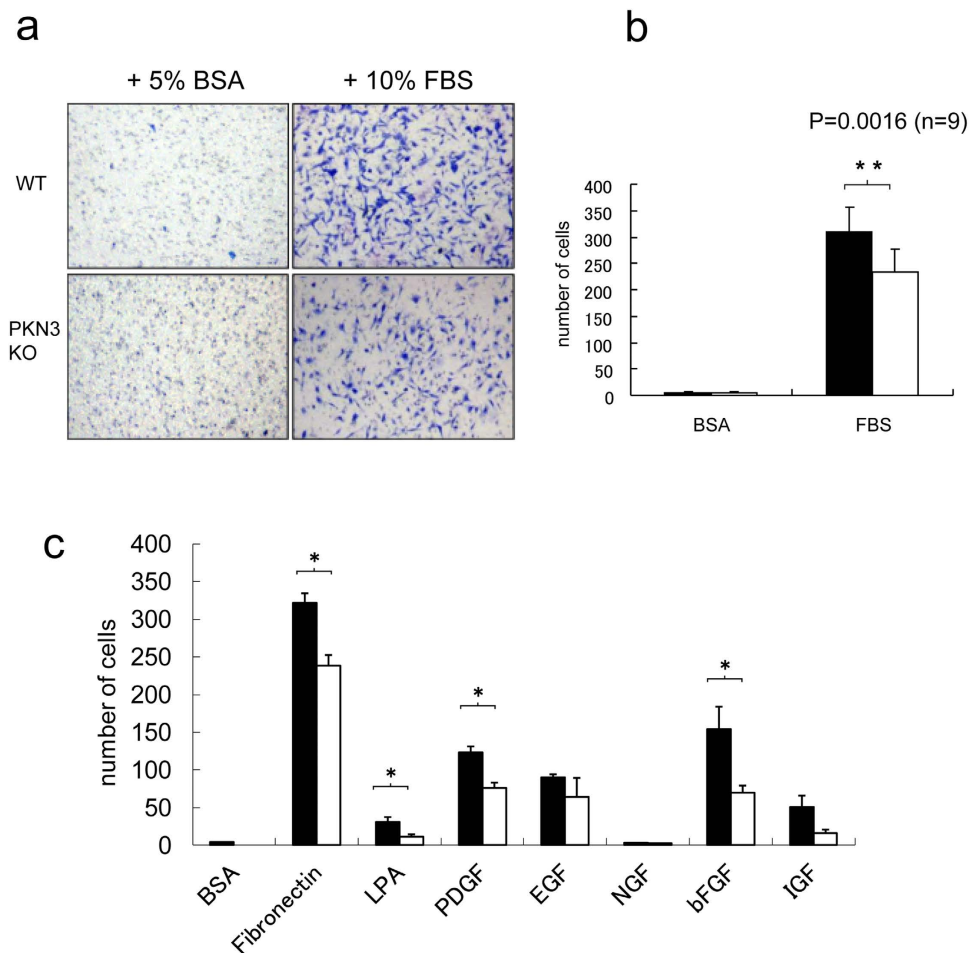 a
+ 5% BSA + 10% FBS
WT
PKN3
KO
b
P=0.0016 (n=9)
* *
400
350
300
250
200
150
100
50
0
number of cells
BSA FBS
c
400
350
300
250
200
150
100
50
0
number of cells
*
*
*
*
BSA Fibronectin LPA PDGF EGF NGF bFGF IGF